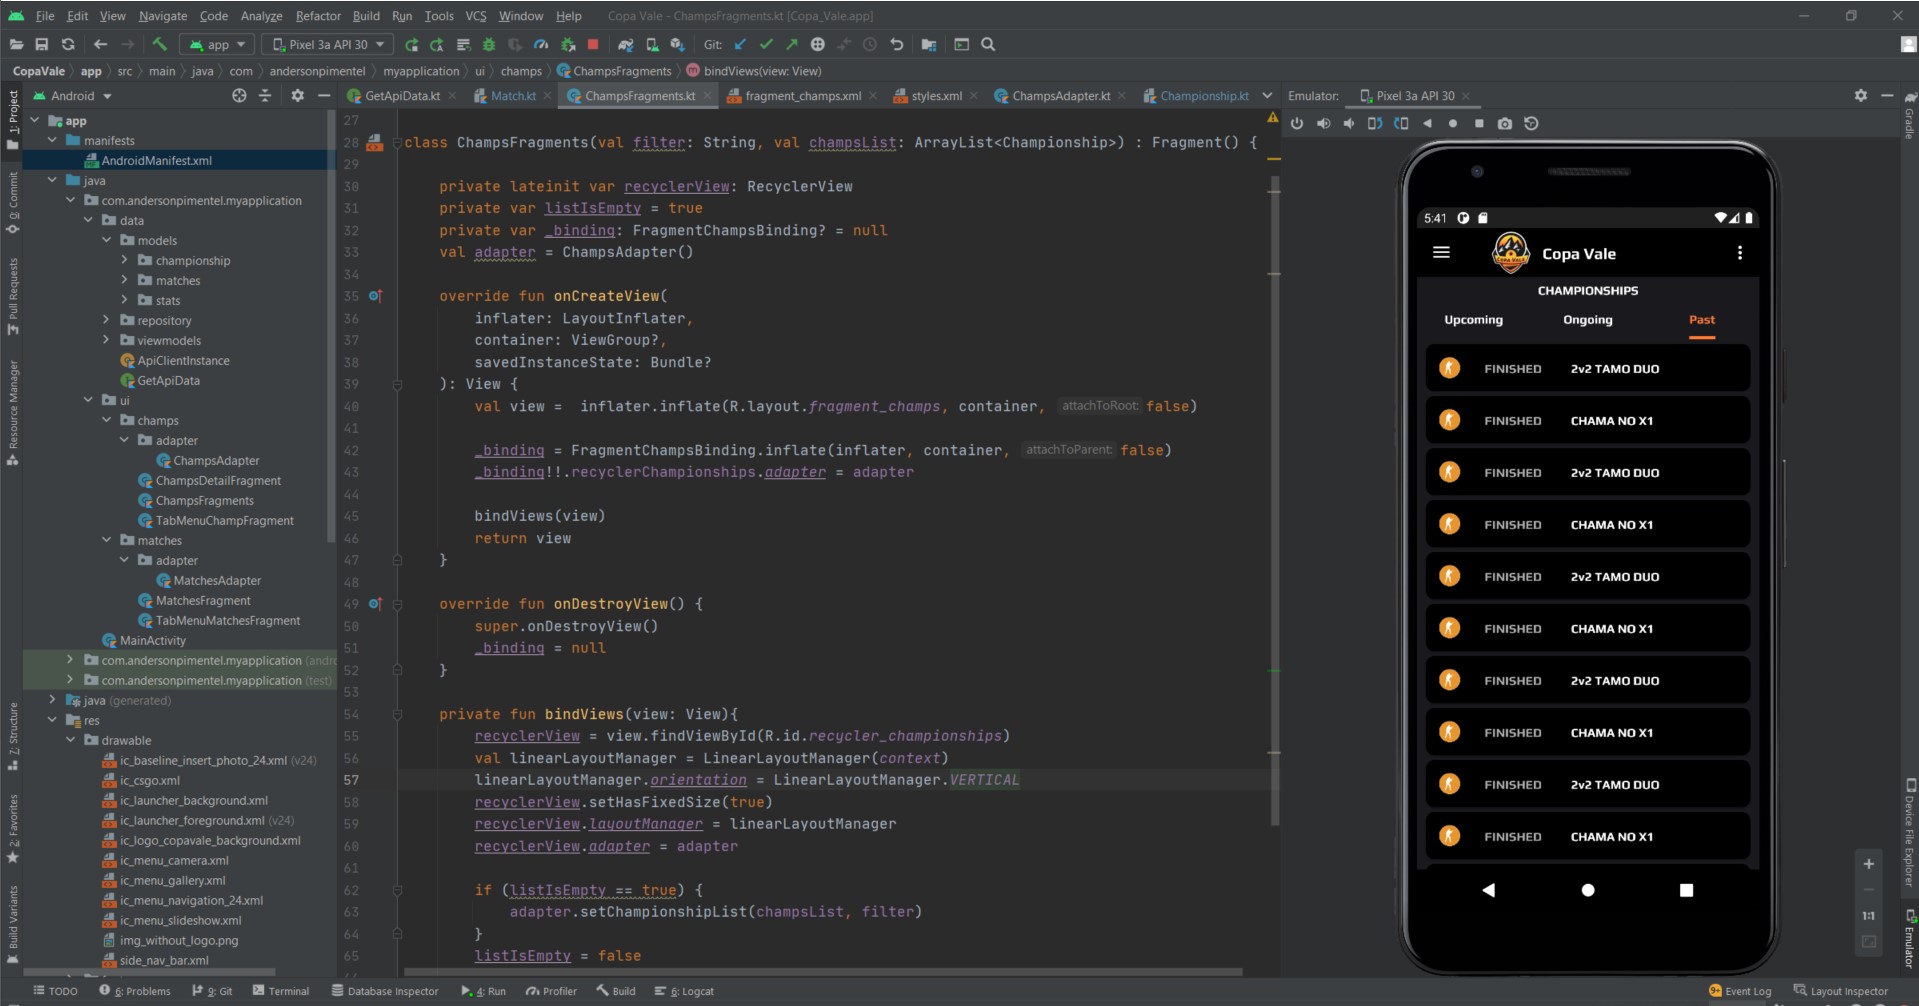 File Edit View Navigate Code Analyze Refactor Build Run Tools VCS Window Help Copa Vale - ChampsFragments.kt [Copa_Vale.app]
app Pixel 3a API 30 Git:
CopaVale app src main java com andersonpimentel myapplication ui champs ChampsFragments bindViews(view: View)
Android
GetApiData.kt Match.kt ChampsFragments.kt fragment_champs.xml styles.xml ChampsAdapter.kt Championship.kt
Emulator: Pixel 3a API 30
1: Project
0: Commit
Pull Requests
Resource Manager
Z: Structure
2: Favorites
Build Variants
app
manifests
AndroidManifest.xml
java
com.andersonpimentel.myapplication
data
models
championship
matches
stats
repository
viewmodels
ApiClientInstance
GetApiData
ui
champs
adapter
ChampsAdapter
ChampsDetailFragment
ChampsFragments
TabMenuChampFragment
matches
adapter
MatchesAdapter
MatchesFragment
TabMenuMatchesFragment
MainActivity
com.andersonpimentel.myapplication (andro
com.andersonpimentel.myapplication (test)
java (generated)
res
drawable
ic_baseline_insert_photo_24.xml (v24)
ic_csgo.xml
ic_launcher_background.xml
ic_launcher_foreground.xml (v24)
ic_logo_copavale_background.xml
ic_menu_camera.xml
ic_menu_gallery.xml
ic_menu_navigation_24.xml
ic_menu_slideshow.xml
img_without_logo.png
side_nav_bar.xml
27
28 class ChampsFragments(val filter: String, val champsList: ArrayList<Championship>) : Fragment() {
29
30 private lateinit var recyclerView: RecyclerView
31 private var listIsEmpty = true
32 private var _binding: FragmentChampsBinding? = null
33 val adapter = ChampsAdapter()
34
35 override fun onCreateView(
36 inflater: LayoutInflater,
37 container: ViewGroup?,
38 savedInstanceState: Bundle?
39 ): View {
40 val view = inflater.inflate(R.layout.fragment_champs, container, attachToRoot: false)
41
42 _binding = FragmentChampsBinding.inflate(inflater, container, attachToParent: false)
43 _binding!!.recyclerChampionships.adapter = adapter
44
45 bindViews(view)
46 return view
47 }
48
49 override fun onDestroyView() {
50 super.onDestroyView()
51 _binding = null
52 }
53
54 private fun bindViews(view: View){
55 recyclerView = view.findViewById(R.id.recycler_championships)
56 val linearLayoutManager = LinearLayoutManager(context)
57 linearLayoutManager.orientation = LinearLayoutManager.VERTICAL
58 recyclerView.setHasFixedSize(true)
59 recyclerView.layoutManager = linearLayoutManager
60 recyclerView.adapter = adapter
61
62 if (listIsEmpty == true) {
63 adapter.setChampionshipList(champsList, filter)
64 }
65 listIsEmpty = false
5:41
Copa Vale
CHAMPIONSHIPS
Upcoming Ongoing Past
FINISHED 2v2 TAMO DUO
FINISHED CHAMA NO X1
FINISHED 2v2 TAMO DUO
FINISHED CHAMA NO X1
FINISHED 2v2 TAMO DUO
FINISHED CHAMA NO X1
FINISHED 2v2 TAMO DUO
FINISHED CHAMA NO X1
FINISHED 2v2 TAMO DUO
FINISHED CHAMA NO X1
1:1
Gradle
Device File Explorer
Emulator
TODO 6: Problems 9: Git Terminal Database Inspector 4: Run Profiler Build 6: Logcat 9+ Event Log Layout Inspector